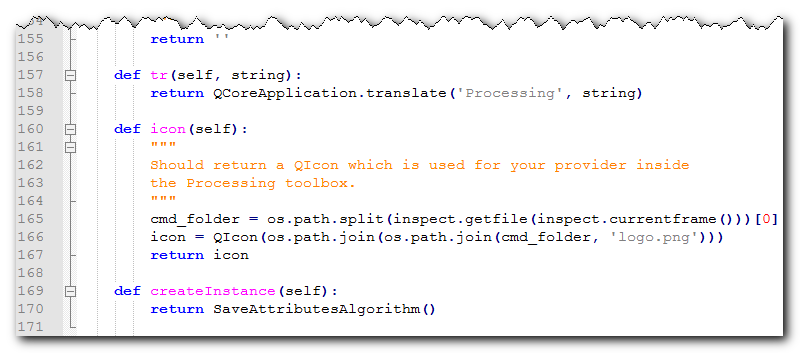 155 return ''
156
157 def tr(self, string):
158 return QCoreApplication.translate('Processing', string)
159
160 def icon(self):
161 """
162 Should return a QIcon which is used for your provider inside
163 the Processing toolbox.
164 """
165 cmd_folder = os.path.split(inspect.getfile(inspect.currentframe()))[0]
166 icon = QIcon(os.path.join(os.path.join(cmd_folder, 'logo.png')))
167 return icon
168
169 def createInstance(self):
170 return SaveAttributesAlgorithm()
171